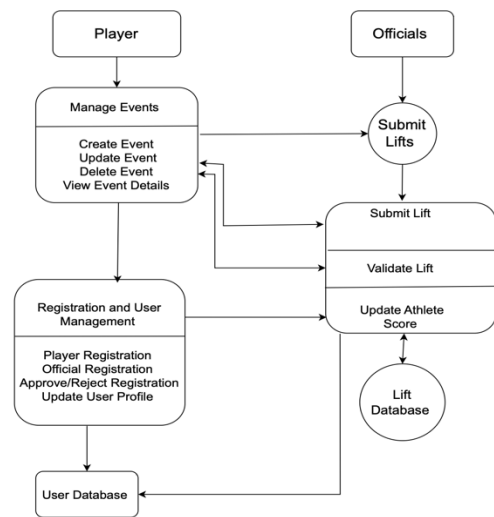 Player
Officials
Manage Events
Create Event
Update Event
Delete Event
View Event Details
Submit
Lifts
Submit Lift
Validate Lift
Update Athlete
Score
Registration and User
Management
Player Registration
Official Registration
Approve/Reject Registration
Update User Profile
Lift
Database
User Database